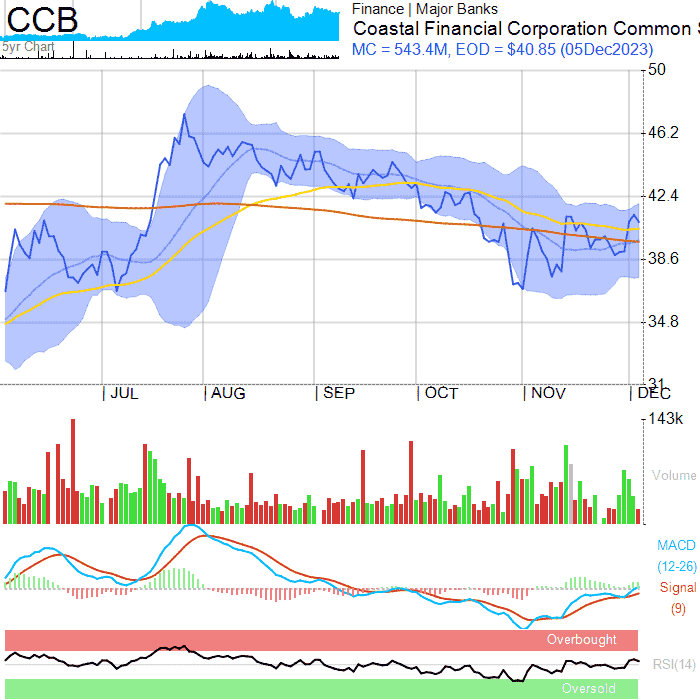 CCB
5yr Chart
Finance | Major Banks
Coastal Financial Corporation Common S
MC = 543.4M, EOD = $40.85 (05Dec2023)
50
46.2
42.4
38.6
34.8
31
JUL
AUG
SEP
OCT
NOV
DEC
143k
Volume
MACD
(12-26)
Signal
(9)
Overbought
RSI(14)
Oversold